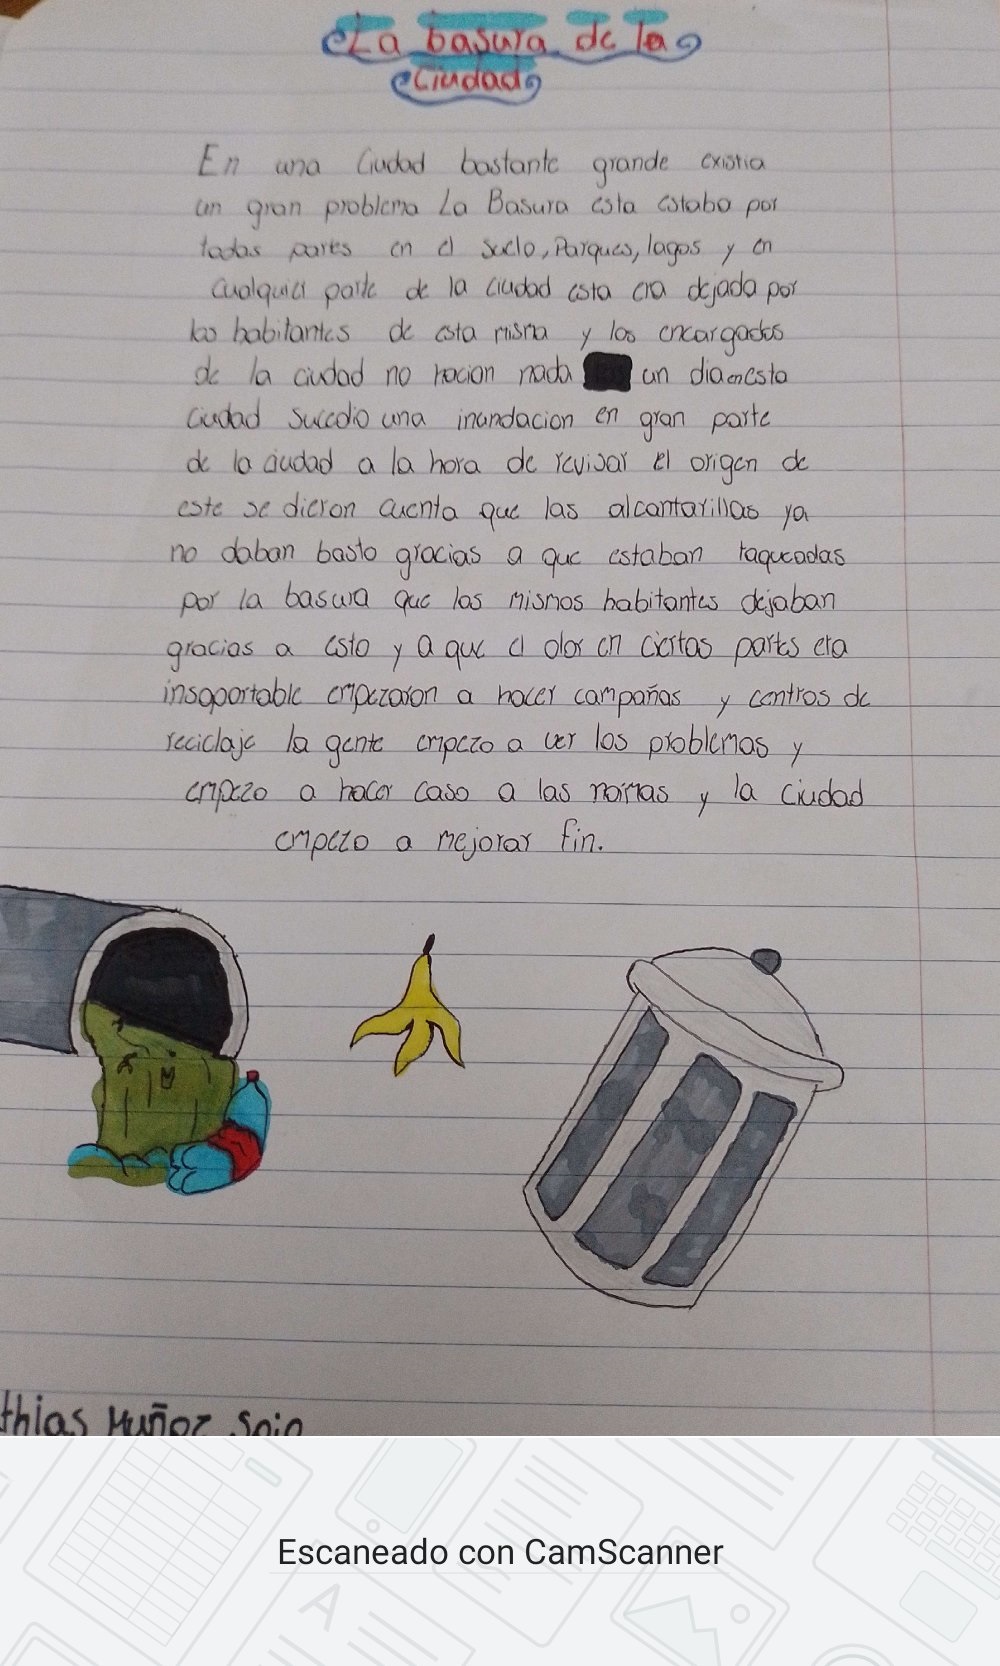 La basura de la
Ciudad
En una Ciudad bastante grande existia
un gran problema La Basura esta estaba por
todas partes en el suelo, Parques, lagos y en
cualquier parte de la ciudad esta era dejada por
los habitantes de esta misma y los encargados
de la ciudad no hacion nada un dia en esta
ciudad sucedio una inundacion en gran parte
de la ciudad a la hora de revisar el origen de
este se dieron cuenta que las alcantarillas ya
no daban basto gracias a que estaban taqueadas
por la basura que los mismos habitantes dejaban
gracias a esto y a que el olor en ciertas partes era
insoportable empezaron a hacer campañas y centros de
reciclaje la gente empezo a ver los problemas y
empezo a hacer caso a las normas y la ciudad
empezo a mejorar fin.
thias Muñoz
Escaneado con CamScanner